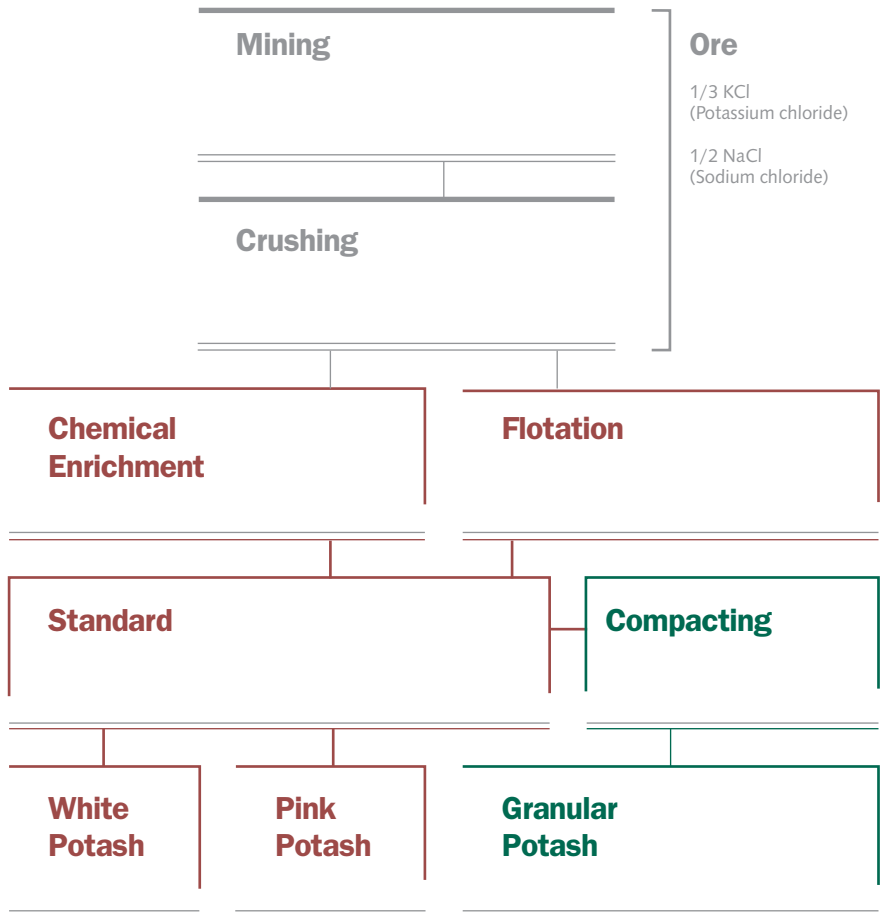 Mining
Ore
1/3 KCl
(Potassium chloride)
1/2 NaCl
(Sodium chloride)
Crushing
Chemical
Enrichment
Flotation
Standard
Compacting
White
Potash
Pink
Potash
Granular
Potash